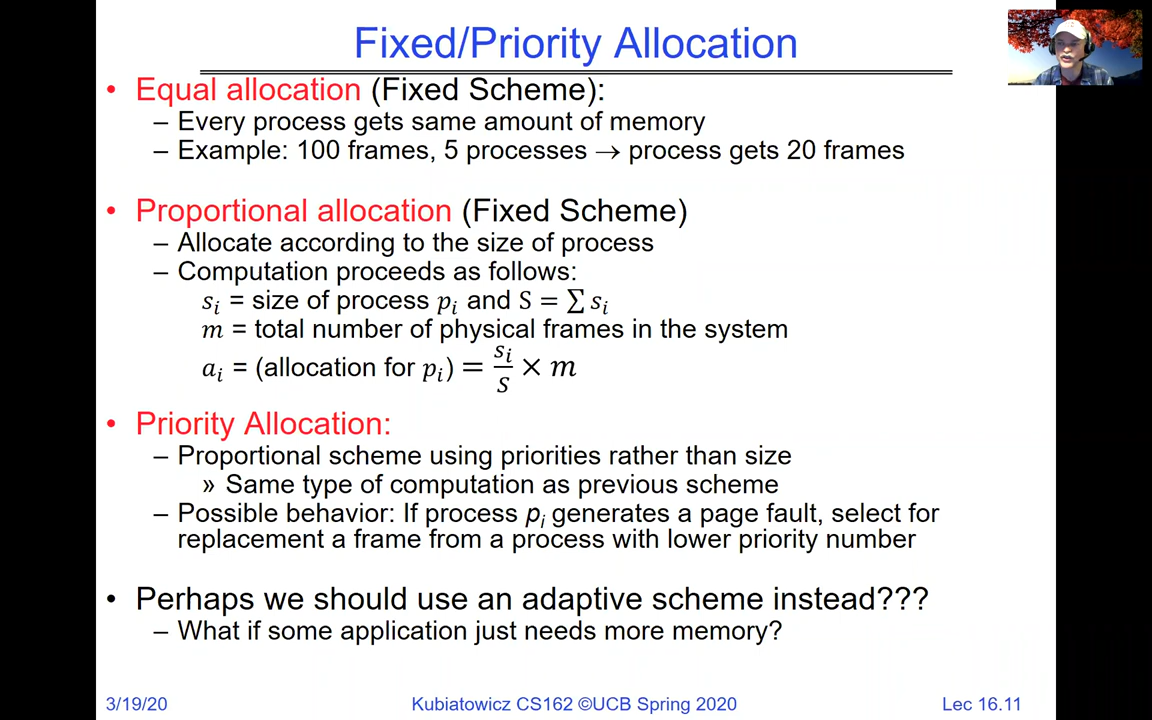 Fixed/Priority Allocation
• Equal allocation (Fixed Scheme):
– Every process gets same amount of memory
– Example: 100 frames, 5 processes → process gets 20 frames
• Proportional allocation (Fixed Scheme)
– Allocate according to the size of process
– Computation proceeds as follows:
sᵢ = size of process pᵢ and S = ∑ sᵢ
m = total number of physical frames in the system
aᵢ = (allocation for pᵢ) = sᵢ/S × m
• Priority Allocation:
– Proportional scheme using priorities rather than size
» Same type of computation as previous scheme
– Possible behavior: If process pᵢ generates a page fault, select for
replacement a frame from a process with lower priority number
• Perhaps we should use an adaptive scheme instead???
– What if some application just needs more memory?
3/19/20 Kubiatowicz CS162 ©UCB Spring 2020 Lec 16.11